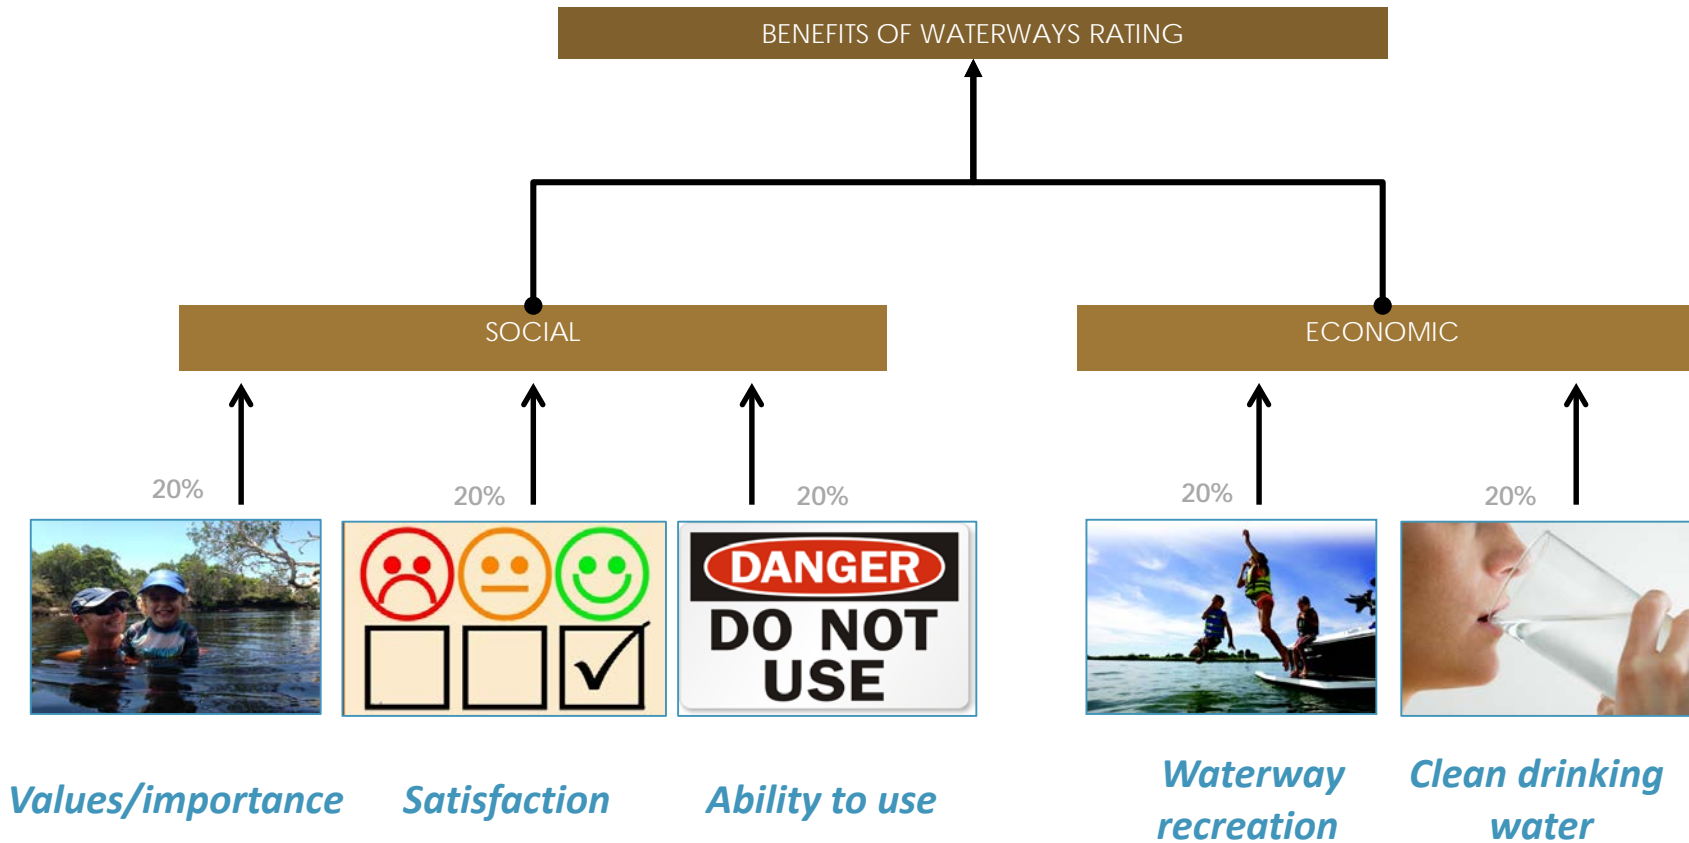 BENEFITS OF WATERWAYS RATING
SOCIAL
ECONOMIC
20%
20%
20%
20%
20%
DANGER
DO NOT
USE
Values/importance
Satisfaction
Ability to use
Waterway
recreation
Clean drinking
water